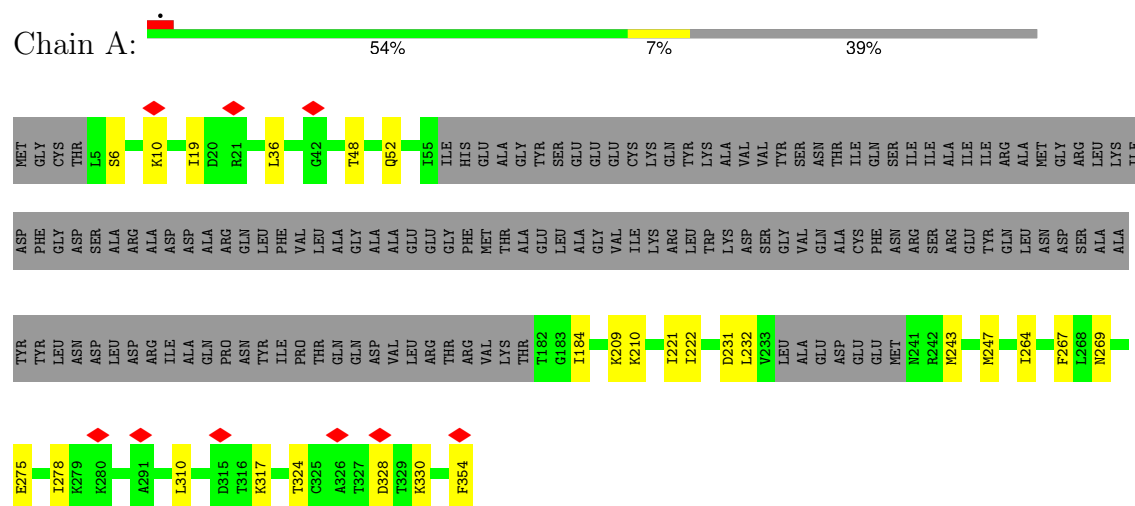 Chain A:
54% 7% 39%
MET GLY CYS THR L5 S6 K10 I19 D20 R21 L36 G42 T48 Q52 I55 ILE HIS GLU ALA GLY TYR SER GLU GLU GLU CYS LYS GLN TYR LYS ALA VAL VAL TYR SER ASN THR ILE GLN SER ILE ILE ALA ILE ILE ARG ALA MET GLY ARG LEU LYS ILE
ASP PHE GLY ASP SER ALA ARG ALA ASP ASP ALA ARG GLN LEU PHE VAL LEU ALA GLY ALA ALA GLU GLU GLY PHE MET THR ALA GLU LEU ALA GLY VAL ILE LYS ARG LEU TRP LYS ASP SER GLY VAL GLN ALA CYS PHE ASN ARG SER ARG GLU TYR GLN LEU ASN ASP SER ALA ALA
TYR TYR LEU ASN ASP LEU ASP ARG ILE ALA GLN PRO ASN TYR ILE PRO THR GLN GLN ASP VAL LEU ARG THR ARG VAL LYS THR T182 G183 I184 K209 K210 I221 I222 D231 L232 V233 LEU ALA GLU ASP GLU GLU MET N241 R242 M243 M247 I264 F267 L268 N269
E275 I278 K279 K280 A291 L310 D315 T316 K317 T324 C325 A326 T327 D328 T329 K330 F354